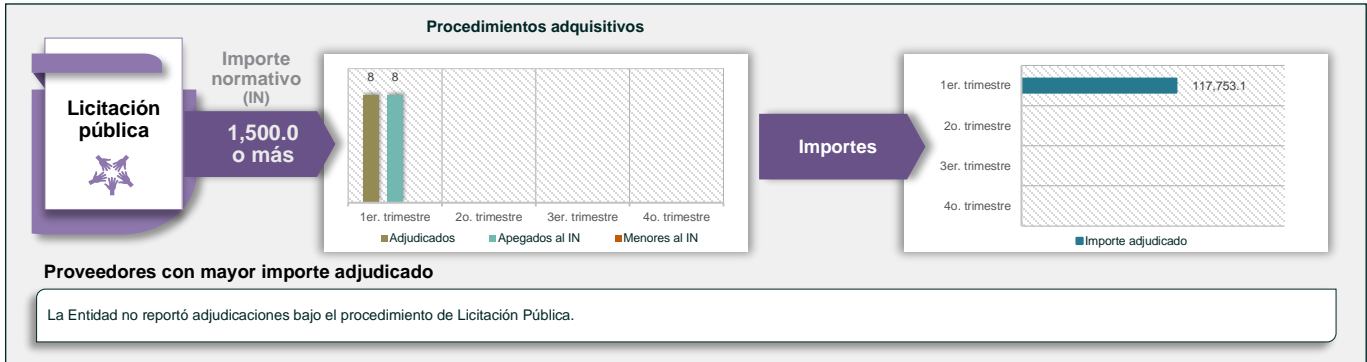 Procedimientos adquisitivos
Licitación
pública
Importe
normativo
(IN)
1,500.0
o más
8 8
1er. trimestre 2o. trimestre 3er. trimestre 4o. trimestre
Adjudicados Apegados al IN Menores al IN
Importes
1er. trimestre 117,753.1
2o. trimestre
3er. trimestre
4o. trimestre
Importe adjudicado
Proveedores con mayor importe adjudicado
La Entidad no reportó adjudicaciones bajo el procedimiento de Licitación Pública.